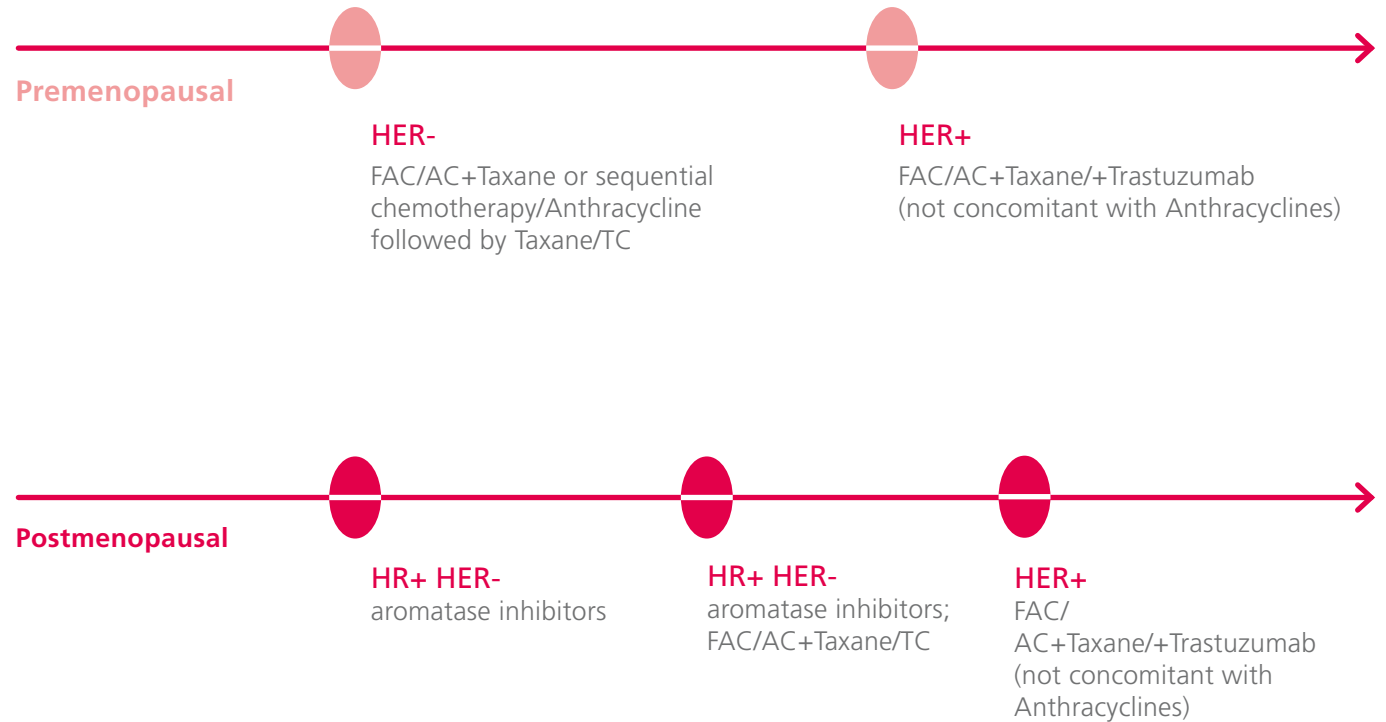 Premenopausal
HER-
FAC/AC+Taxane or sequential
chemotherapy/Anthracycline
followed by Taxane/TC
HER+
FAC/AC+Taxane/+Trastuzumab
(not concomitant with Anthracyclines)
Postmenopausal
HR+ HER-
aromatase inhibitors
HR+ HER-
aromatase inhibitors;
FAC/AC+Taxane/TC
HER+
FAC/
AC+Taxane/+Trastuzumab
(not concomitant with
Anthracyclines)